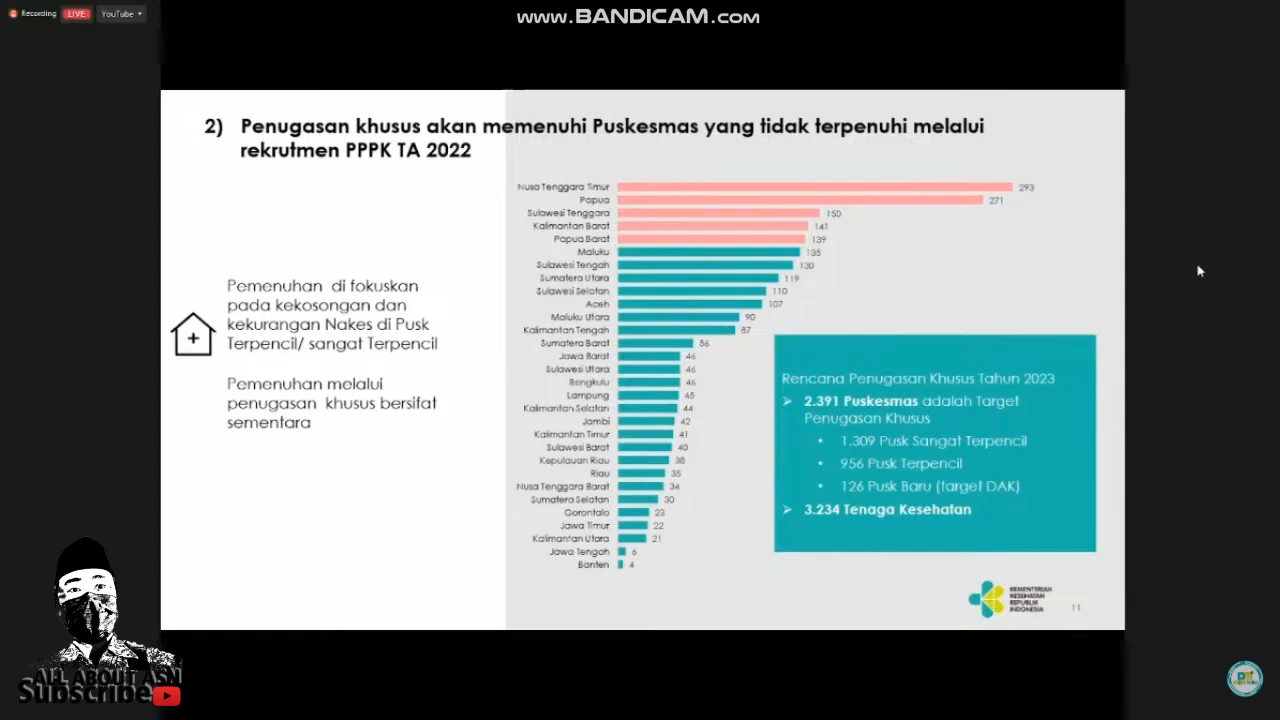 Recording
LIVE
YouTube
www.BANDICAM.com
2) Penugasan khusus akan memenuhi Puskesmas yang tidak terpenuhi melalui
rekrutmen PPPK TA 2022
Pemenuhan di fokuskan
pada kekosongan dan
kekurangan Nakes di Pusk
Terpencil/ sangat Terpencil
Pemenuhan melalui
penugasan khusus bersifat
sementara
Nusa Tenggara Timur 293
Papua 271
Sulawesi Tenggara 150
Kalimantan Barat 141
Papua Barat 139
Maluku 135
Sulawesi Tengah 130
Sumatera Utara 119
Sulawesi Selatan 110
Aceh 107
Maluku Utara 90
Kalimantan Tengah 87
Sumatera Barat 56
Jawa Barat 46
Sulawesi Utara 46
Bengkulu 46
Lampung 45
Kalimantan Selatan 44
Jambi 42
Kalimantan Timur 41
Sulawesi Barat 40
Kepulauan Riau 38
Riau 35
Nusa Tenggara Barat 34
Sumatera Selatan 30
Gorontalo 23
Jawa Timur 22
Kalimantan Utara 21
Jawa Tengah 6
Banten 4
Rencana Penugasan Khusus Tahun 2023
➢ 2.391 Puskesmas adalah Target
Penugasan Khusus
• 1.309 Pusk Sangat Terpencil
• 956 Pusk Terpencil
• 126 Pusk Baru (target DAK)
➢ 3.234 Tenaga Kesehatan
KEMENTERIAN
KESEHATAN
REPUBLIK
INDONESIA
11
ALL ABOUT ASN
Subscribe